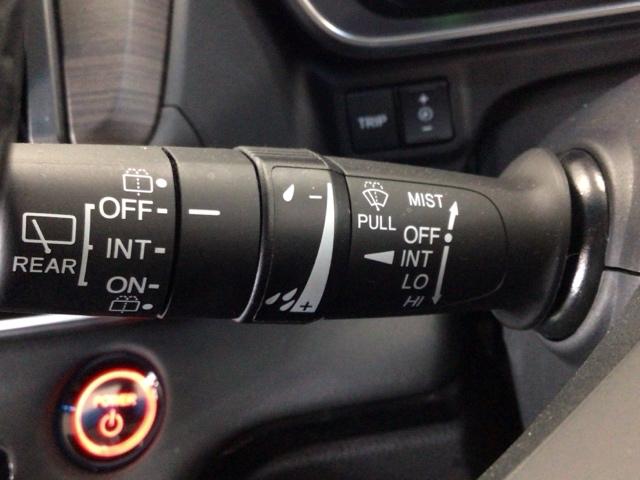 TRIP
+
−
OFF
INT
ON
REAR
−
+
PULL
MIST
OFF
INT
LO
HI
POWER